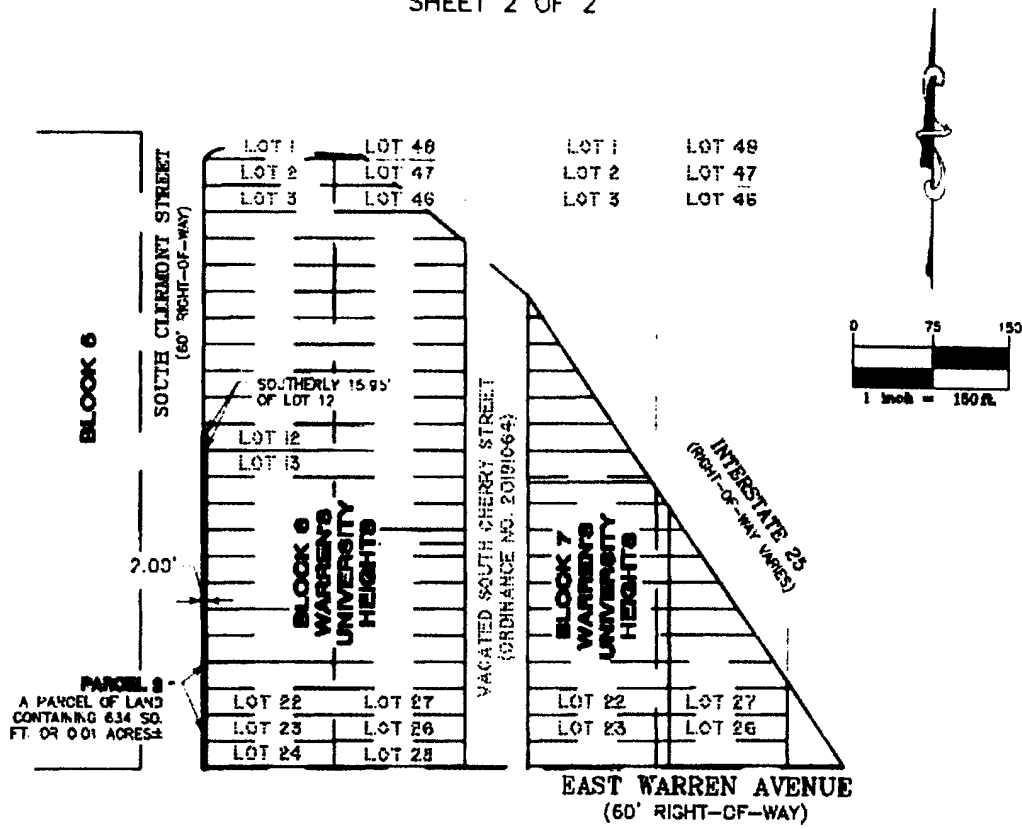 SHEET 2 OF 2
LOT 1 LOT 48 LOT 1 LOT 48
LOT 2 LOT 47 LOT 2 LOT 47
LOT 3 LOT 46 LOT 3 LOT 46
SOUTH CLERMONT STREET
(60' RIGHT-OF-WAY)
BLOCK 5
0 75 150
1 inch = 150 ft.
SOUTHERLY 15.95'
OF LOT 12
LOT 12
LOT 13
2.00'
BLOCK 6
WARREN'S
UNIVERSITY
HEIGHTS
VACATED SOUTH CHERRY STREET
(ORDINANCE NO. 20191064)
BLOCK 7
WARREN'S
UNIVERSITY
HEIGHTS
INTERSTATE 25
(RIGHT-OF-WAY VARIES)
PARCEL
A PARCEL OF LAND
CONTAINING 634 SQ.
FT. OR 0.01 ACRES±
LOT 22 LOT 27 LOT 22 LOT 27
LOT 23 LOT 26 LOT 23 LOT 26
LOT 24 LOT 25
EAST WARREN AVENUE
(60' RIGHT-OF-WAY)